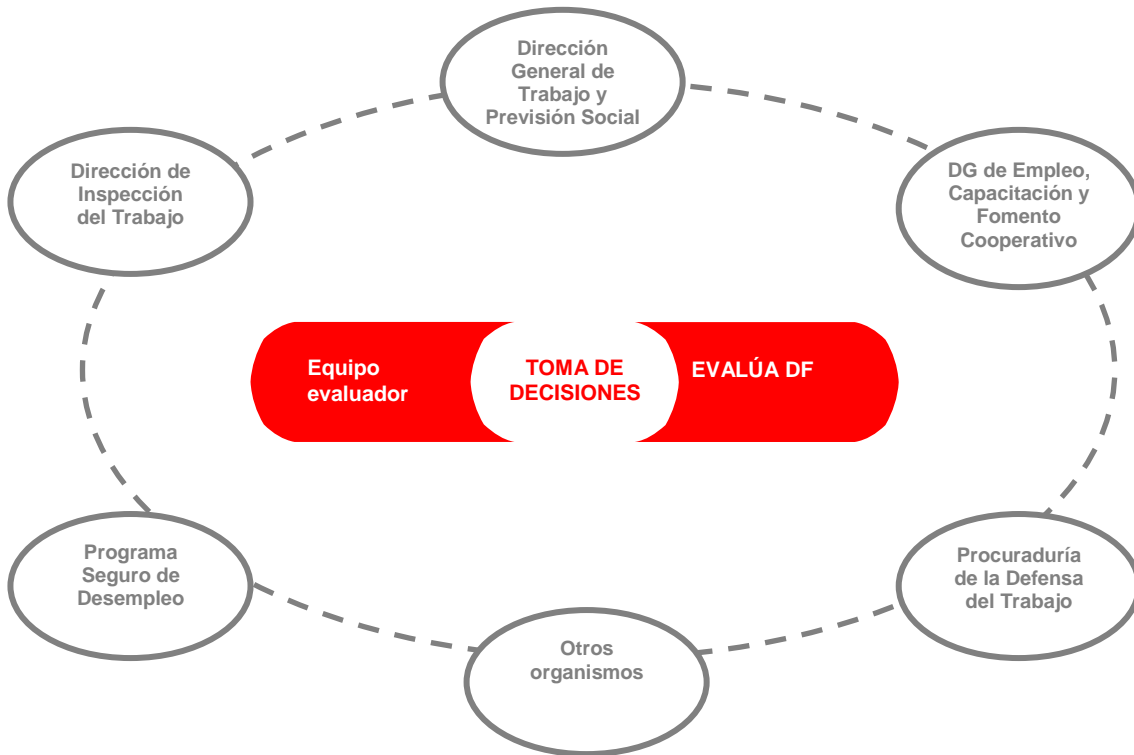 Dirección
General de
Trabajo y
Previsión Social
Dirección de
Inspección
del Trabajo
DG de Empleo,
Capacitación y
Fomento
Cooperativo
Equipo
evaluador
TOMA DE
DECISIONES
EVALÚA DF
Programa
Seguro de
Desempleo
Procuraduría
de la Defensa
del Trabajo
Otros
organismos